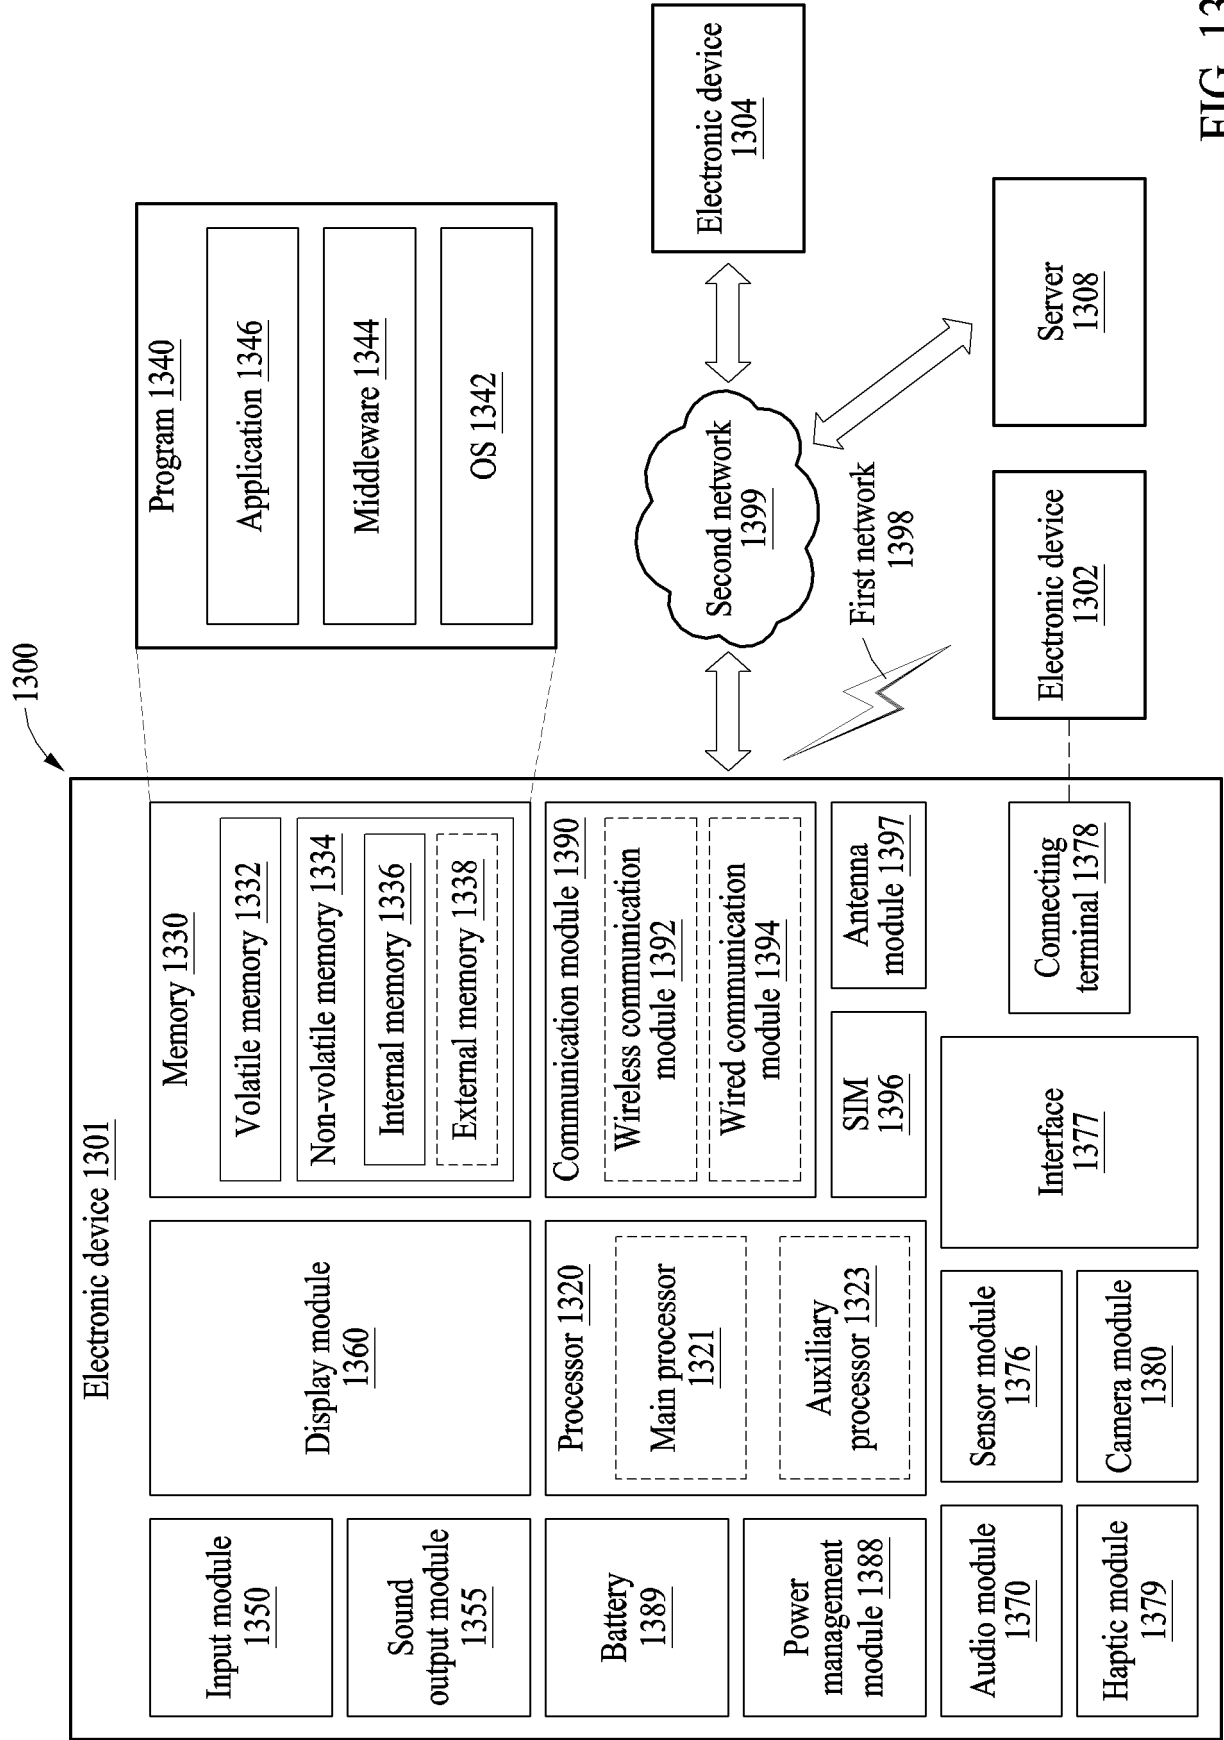 1300
Electronic device 1301
Input module
1350
Sound
output module
1355
Battery
1389
Power
management
module 1388
Audio module
1370
Haptic module
1379
Display module
1360
Processor 1320
Main processor
1321
Auxiliary
processor 1323
Sensor module
1376
Camera module
1380
Memory 1330
Volatile memory 1332
Non-volatile memory 1334
Internal memory 1336
External memory 1338
Communication module 1390
Wireless communication
module 1392
Wired communication
module 1394
SIM
1396
Antenna
module 1397
Interface
1377
Connecting
terminal 1378
Program 1340
Application 1346
Middleware 1344
OS 1342
Second network
1399
First network
1398
Electronic device
1304
Electronic device
1302
Server
1308
FIG. 13